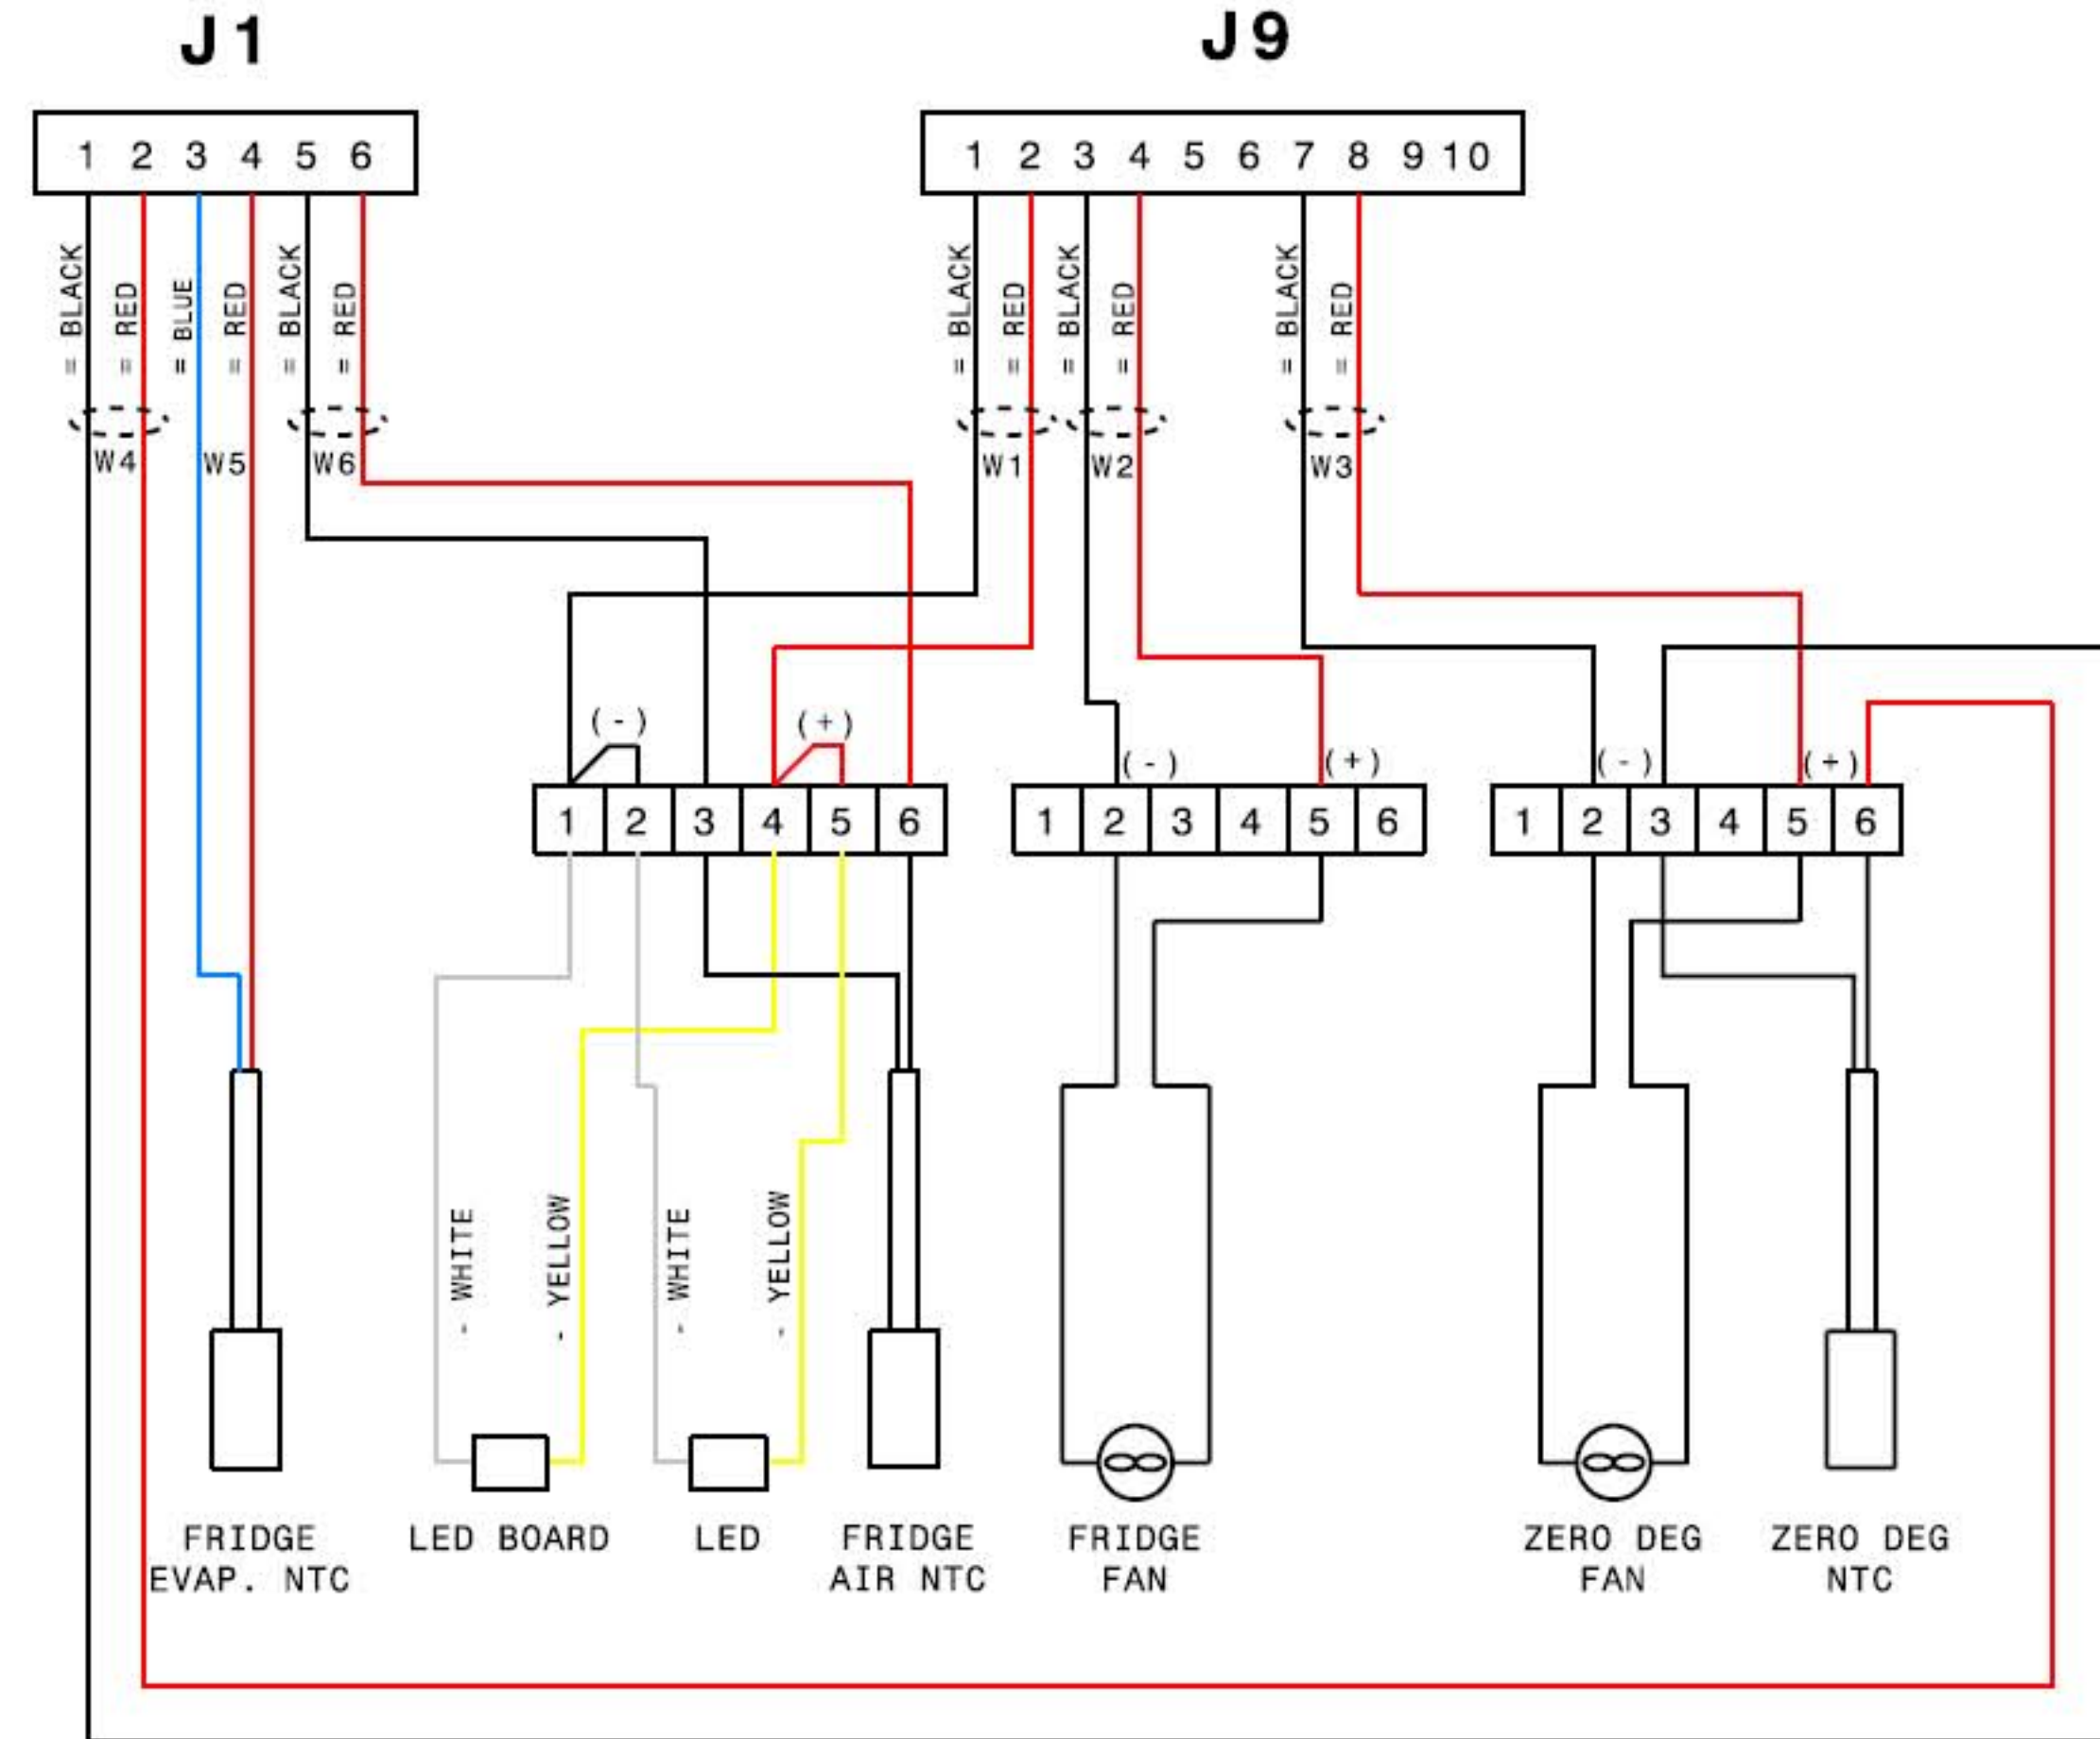 J1
J9
1 2 3 4 5 6
1 2 3 4 5 6 7 8 9 10
= BLACK
= RED
= BLUE
= RED
= BLACK
= RED
= BLACK
= RED
= BLACK
= RED
= BLACK
= RED
W4
W5
W6
W1
W2
W3
(-)
(+)
(-)
(+)
(-)
(+)
1 2 3 4 5 6
1 2 3 4 5 6
1 2 3 4 5 6
- WHITE
- YELLOW
- WHITE
- YELLOW
FRIDGE
EVAP. NTC
LED BOARD
LED
FRIDGE
AIR NTC
FRIDGE
FAN
ZERO DEG
FAN
ZERO DEG
NTC